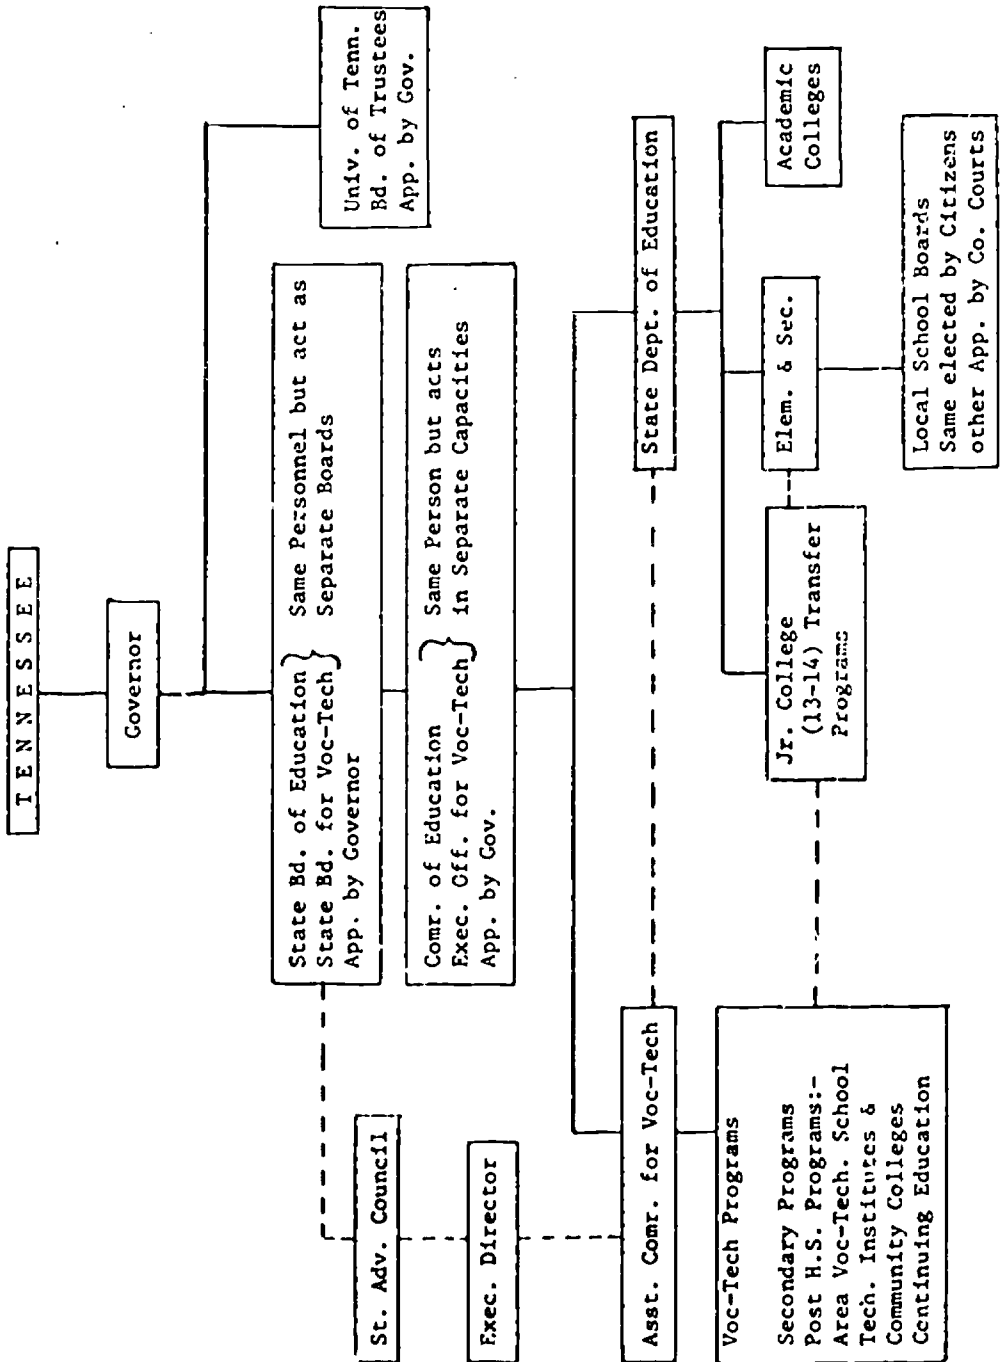 T E N N E S S E E
Governor
Univ. of Tenn.
Bd. of Trustees
App. by Gov.
State Bd. of Education } Same Personnel but act as
State Bd. for Voc-Tech } Separate Boards
App. by Governor
Comr. of Education } Same Person but acts
Exec. Off. for Voc-Tech } in Separate Capacities
App. by Gov.
St. Adv. Council
Exec. Director
Asst. Comr. for Voc-Tech
State Dept. of Education
Voc-Tech Programs
Secondary Programs
Post H.S. Programs:-
Area Voc-Tech. School
Tech. Institutes &
Community Colleges
Continuing Education
Jr. College
(13-14) Transfer
Programs
Elem. & Sec.
Academic
Colleges
Local School Boards
Same elected by Citizens
other App. by Co. Courts